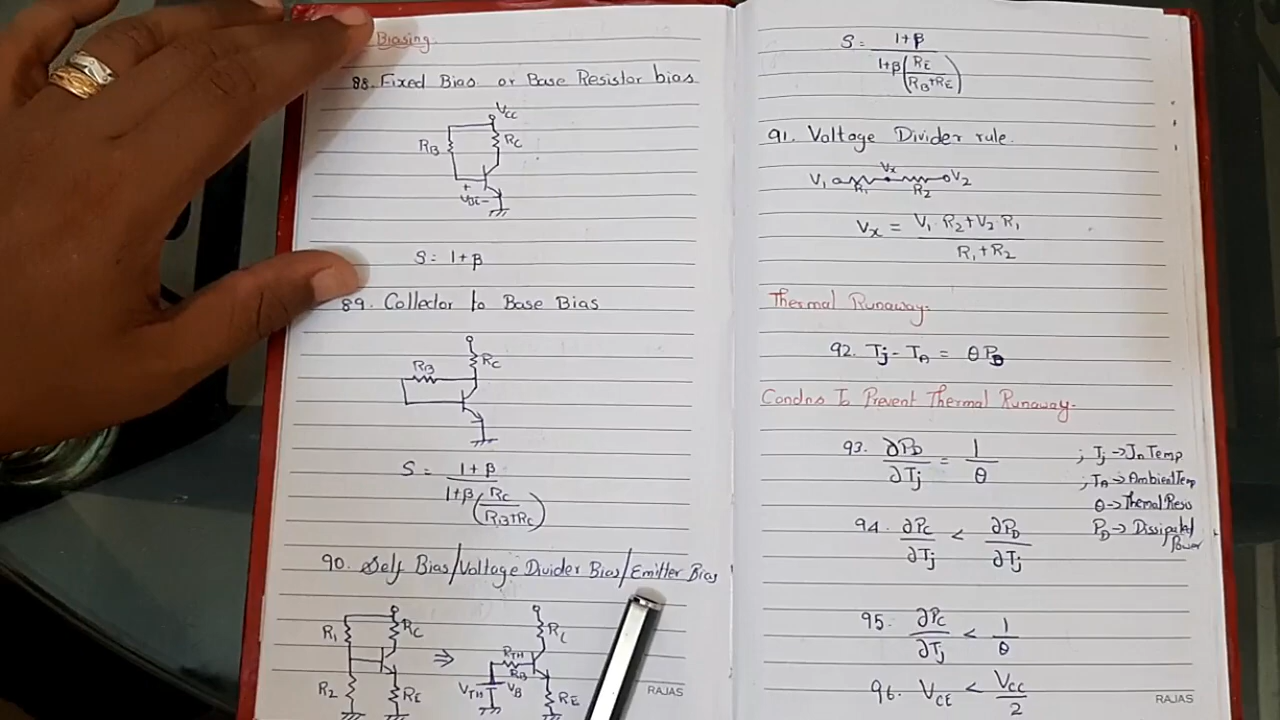 Biasing.
88. Fixed Bias or Base Resistor bias
VCC
RB
RC
+
VBE-
S = 1+β
89. Collector to Base Bias
RC
RB
S = 1+β / 1+β(RC / RB+RC)
90. Self Bias/Voltage Divider Bias/Emitter Bias
R1 RC ⇒ RL
RTH
RB
R2 RE VTH VB RE
RAJAS
S = 1+β / 1+β(RE / RB+RE)
91. Voltage Divider rule.
Vx
V1 V2
R1 R2
Vx = V1·R2+V2·R1 / R1+R2
Thermal Runaway.
92. Tj - TA = θPD
Condns To Prevent Thermal Runaway.
93. ∂PD/∂Tj = 1/θ ; Tj → Jn Temp
; TA → Ambient Temp
θ → Thermal Res
94. ∂PC/∂Tj < ∂PD/∂Tj PD → Dissipated
Power
95. ∂PC/∂Tj < 1/θ
96. VCE < VCC/2
RAJAS